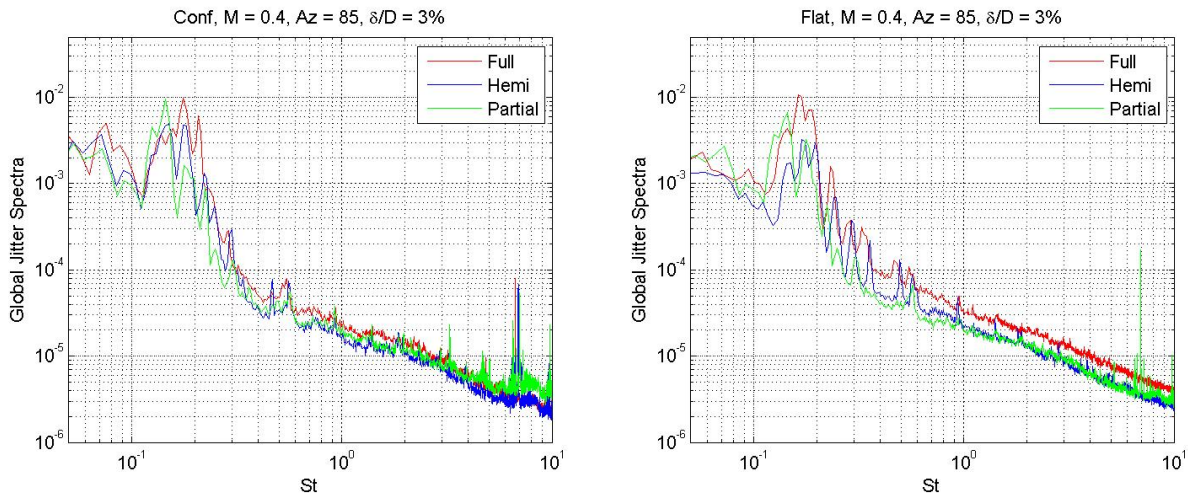 Conf, M = 0.4, Az = 85, δ/D = 3%
Full
Hemi
Partial
10⁻²
10⁻³
10⁻⁴
10⁻⁵
10⁻⁶
Global Jitter Spectra
10⁻¹
10⁰
10¹
St
Flat, M = 0.4, Az = 85, δ/D = 3%
Full
Hemi
Partial
10⁻²
10⁻³
10⁻⁴
10⁻⁵
10⁻⁶
Global Jitter Spectra
10⁻¹
10⁰
10¹
St